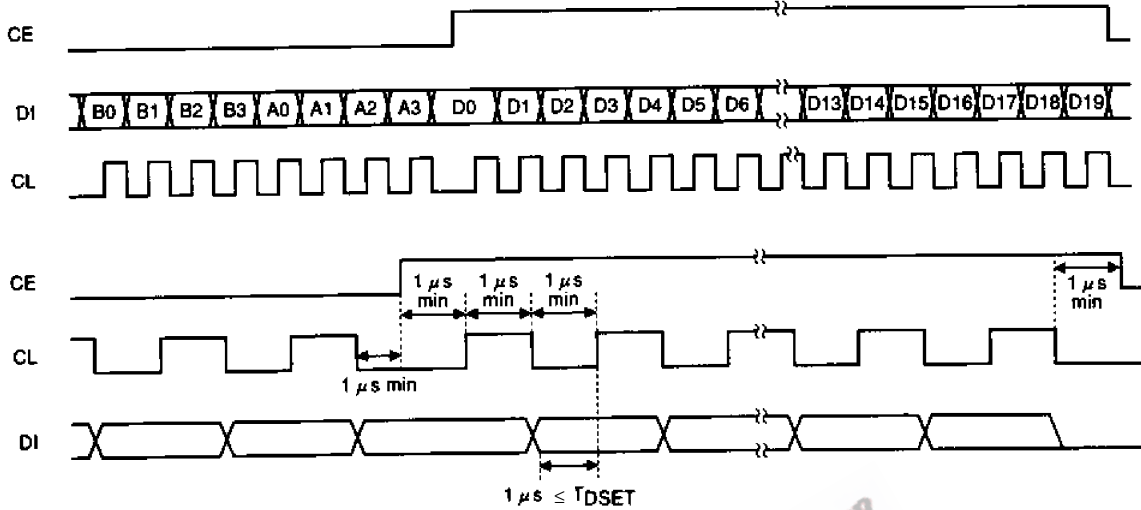 CE
DI B0 B1 B2 B3 A0 A1 A2 A3 D0 D1 D2 D3 D4 D5 D6 D13 D14 D15 D16 D17 D18 D19
CL
CE
1 μs min 1 μs min 1 μs min 1 μs min
CL
1 μs min
DI
1 μs ≤ TDSET